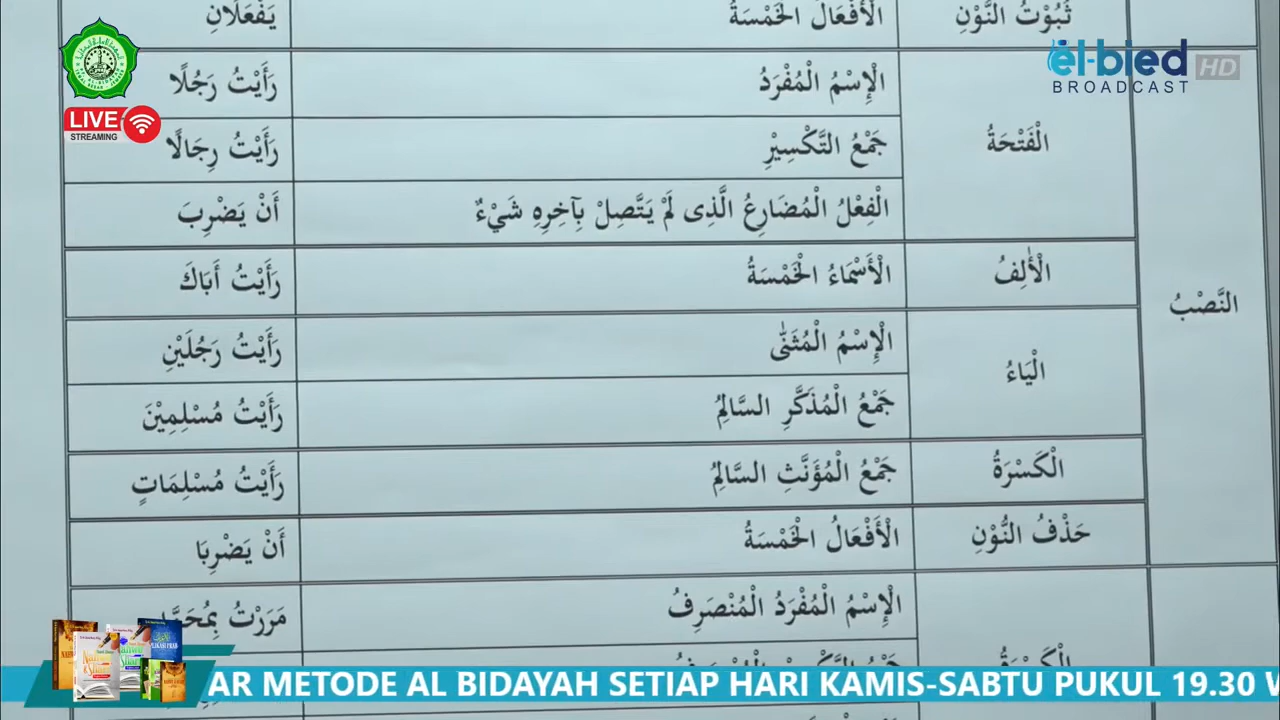 ثُبُوْتُ النُّوْنِ الْأَفْعَالُ الْخَمْسَةُ يَفْعَلَانِ
النَّصْبُ
الْفَتْحَةُ
الْإِسْمُ الْمُفْرَدُ رَأَيْتُ رَجُلًا
جَمْعُ التَّكْسِيْرِ رَأَيْتُ رِجَالًا
الْفِعْلُ الْمُضَارِعُ الَّذِى لَمْ يَتَّصِلْ بِآخِرِهِ شَيْءٌ أَنْ يَضْرِبَ
الْأَلِفُ الْأَسْمَاءُ الْخَمْسَةُ رَأَيْتُ أَبَاكَ
الْيَاءُ
الْإِسْمُ الْمُثَنّٰى رَأَيْتُ رَجُلَيْنِ
جَمْعُ الْمُذَكَّرِ السَّالِمُ رَأَيْتُ مُسْلِمِيْنَ
الْكَسْرَةُ جَمْعُ الْمُؤَنَّثِ السَّالِمُ رَأَيْتُ مُسْلِمَاتٍ
حَذْفُ النُّوْنِ الْأَفْعَالُ الْخَمْسَةُ أَنْ يَضْرِبَا
الْإِسْمُ الْمُفْرَدُ الْمُنْصَرِفُ مَرَرْتُ
el-bied HD
BROADCAST
LIVE
STREAMING
AR METODE AL BIDAYAH SETIAP HARI KAMIS-SABTU PUKUL 19.30 W